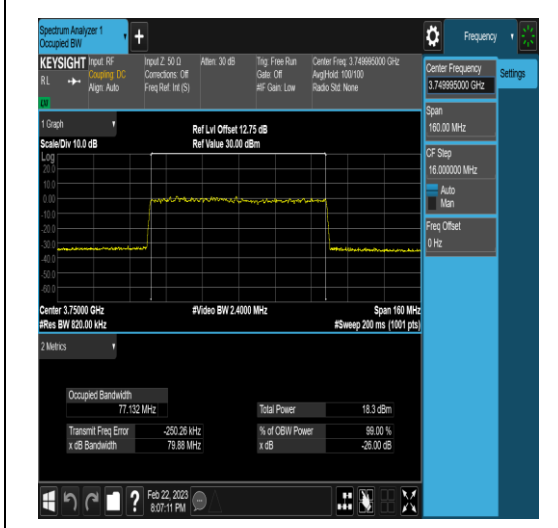 Spectrum Analyzer 1
Occupied BW
Frequency
KEYSIGHT
RL
Input: RF
Coupling: DC
Align: Auto
Input Z: 50 Ω
Corrections: Off
Freq Ref: Int (S)
Atten: 30 dB
Trig: Free Run
Gate: Off
#IF Gain: Low
Center Freq: 3.749995000 GHz
Avg|Hold: 100/100
Radio Std: None
Center Frequency
3.749995000 GHz
Settings
Span
160.00 MHz
CF Step
16.000000 MHz
Auto
Man
Freq Offset
0 Hz
1 Graph
Scale/Div 10.0 dB
Ref Lvl Offset 12.75 dB
Ref Value 30.00 dBm
Log
20.0
10.0
0.00
-10.0
-20.0
-30.0
-40.0
-50.0
-60.0
Center 3.75000 GHz
#Video BW 2.4000 MHz
Span 160 MHz
#Res BW 820.00 kHz
#Sweep 200 ms (1001 pts)
2 Metrics
Occupied Bandwidth
77.132 MHz
Total Power 18.3 dBm
Transmit Freq Error -250.26 kHz
% of OBW Power 99.00 %
x dB Bandwidth 79.88 MHz
x dB -26.00 dB
?
Feb 22, 2023
8:07:11 PM